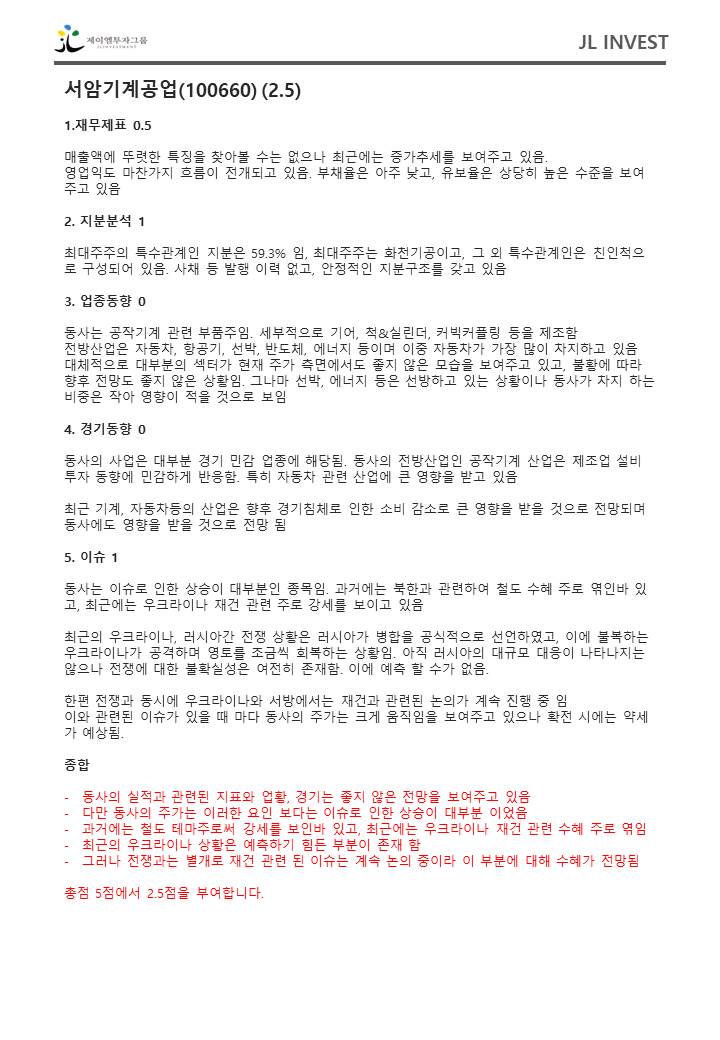 제이엘투자그룹
JLINVESTMENT
JL INVEST
서암기계공업(100660) (2.5)
1.재무제표 0.5
매출액에 뚜렷한 특징을 찾아볼 수는 없으나 최근에는 증가추세를 보여주고 있음.
영업익도 마찬가지 흐름이 전개되고 있음. 부채율은 아주 낮고, 유보율은 상당히 높은 수준을 보여
주고 있음
2. 지분분석 1
최대주주의 특수관계인 지분은 59.3% 임, 최대주주는 화천기공이고, 그 외 특수관계인은 친인척으
로 구성되어 있음. 사채 등 발행 이력 없고, 안정적인 지분구조를 갖고 있음
3. 업종동향 0
동사는 공작기계 관련 부품주임. 세부적으로 기어, 척&실린더, 커빅커플링 등을 제조함
전방산업은 자동차, 항공기, 선박, 반도체, 에너지 등이며 이중 자동차가 가장 많이 차지하고 있음
대체적으로 대부분의 섹터가 현재 주가 측면에서도 좋지 않은 모습을 보여주고 있고, 불황에 따라
향후 전망도 좋지 않은 상황임. 그나마 선박, 에너지 등은 선방하고 있는 상황이나 동사가 차지 하는
비중은 작아 영향이 적을 것으로 보임
4. 경기동향 0
동사의 사업은 대부분 경기 민감 업종에 해당됨. 동사의 전방산업인 공작기계 산업은 제조업 설비
투자 동향에 민감하게 반응함. 특히 자동차 관련 산업에 큰 영향을 받고 있음
최근 기계, 자동차등의 산업은 향후 경기침체로 인한 소비 감소로 큰 영향을 받을 것으로 전망되며
동사에도 영향을 받을 것으로 전망 됨
5. 이슈 1
동사는 이슈로 인한 상승이 대부분인 종목임. 과거에는 북한과 관련하여 철도 수혜 주로 엮인바 있
고, 최근에는 우크라이나 재건 관련 주로 강세를 보이고 있음
최근의 우크라이나, 러시아간 전쟁 상황은 러시아가 병합을 공식적으로 선언하였고, 이에 불복하는
우크라이나가 공격하며 영토를 조금씩 회복하는 상황임. 아직 러시아의 대규모 대응이 나타나지는
않으나 전쟁에 대한 불확실성은 여전히 존재함. 이에 예측 할 수가 없음.
한편 전쟁과 동시에 우크라이나와 서방에서는 재건과 관련된 논의가 계속 진행 중 임
이와 관련된 이슈가 있을 때 마다 동사의 주가는 크게 움직임을 보여주고 있으나 확전 시에는 약세
가 예상됨.
종합
- 동사의 실적과 관련된 지표와 업황, 경기는 좋지 않은 전망을 보여주고 있음
- 다만 동사의 주가는 이러한 요인 보다는 이슈로 인한 상승이 대부분 이었음
- 과거에는 철도 테마주로써 강세를 보인바 있고, 최근에는 우크라이나 재건 관련 수혜 주로 엮임
- 최근의 우크라이나 상황은 예측하기 힘든 부분이 존재 함
- 그러나 전쟁과는 별개로 재건 관련 된 이슈는 계속 논의 중이라 이 부분에 대해 수혜가 전망됨
총점 5점에서 2.5점을 부여합니다.